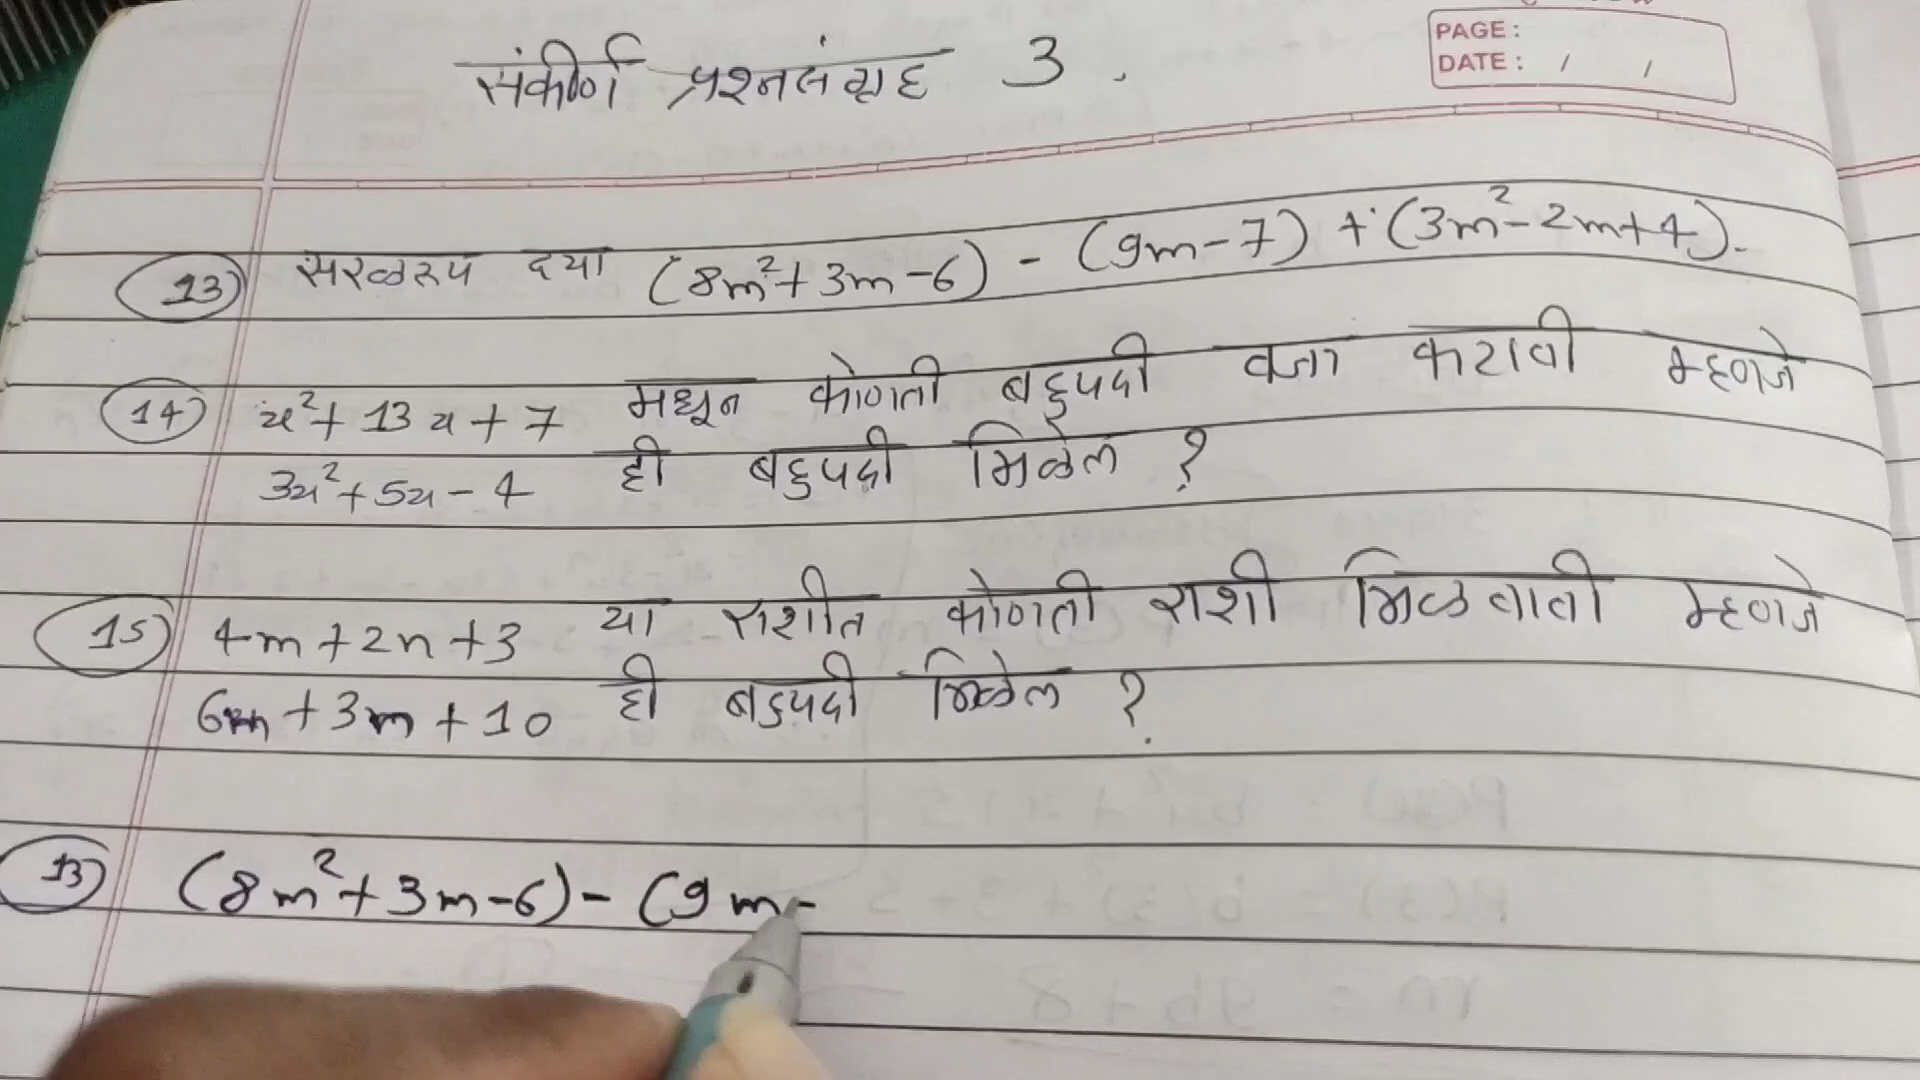 संकीर्ण प्रश्नसंग्रह 3.
PAGE:
DATE: / /
13) सरळरूप दया (8m²+3m-6) - (9m-7) + (3m²-2m+4).
14) x²+13x+7 मधून कोणती बहुपदी वजा करावी म्हणजे
3x²+5x-4 ही बहुपदी मिळेल ?
15) 4m+2n+3 या राशीत कोणती राशी मिळवावी म्हणजे
6m+3m+10 ही बहुपदी मिळेल ?
13) (8m²+3m-6)-(9m-